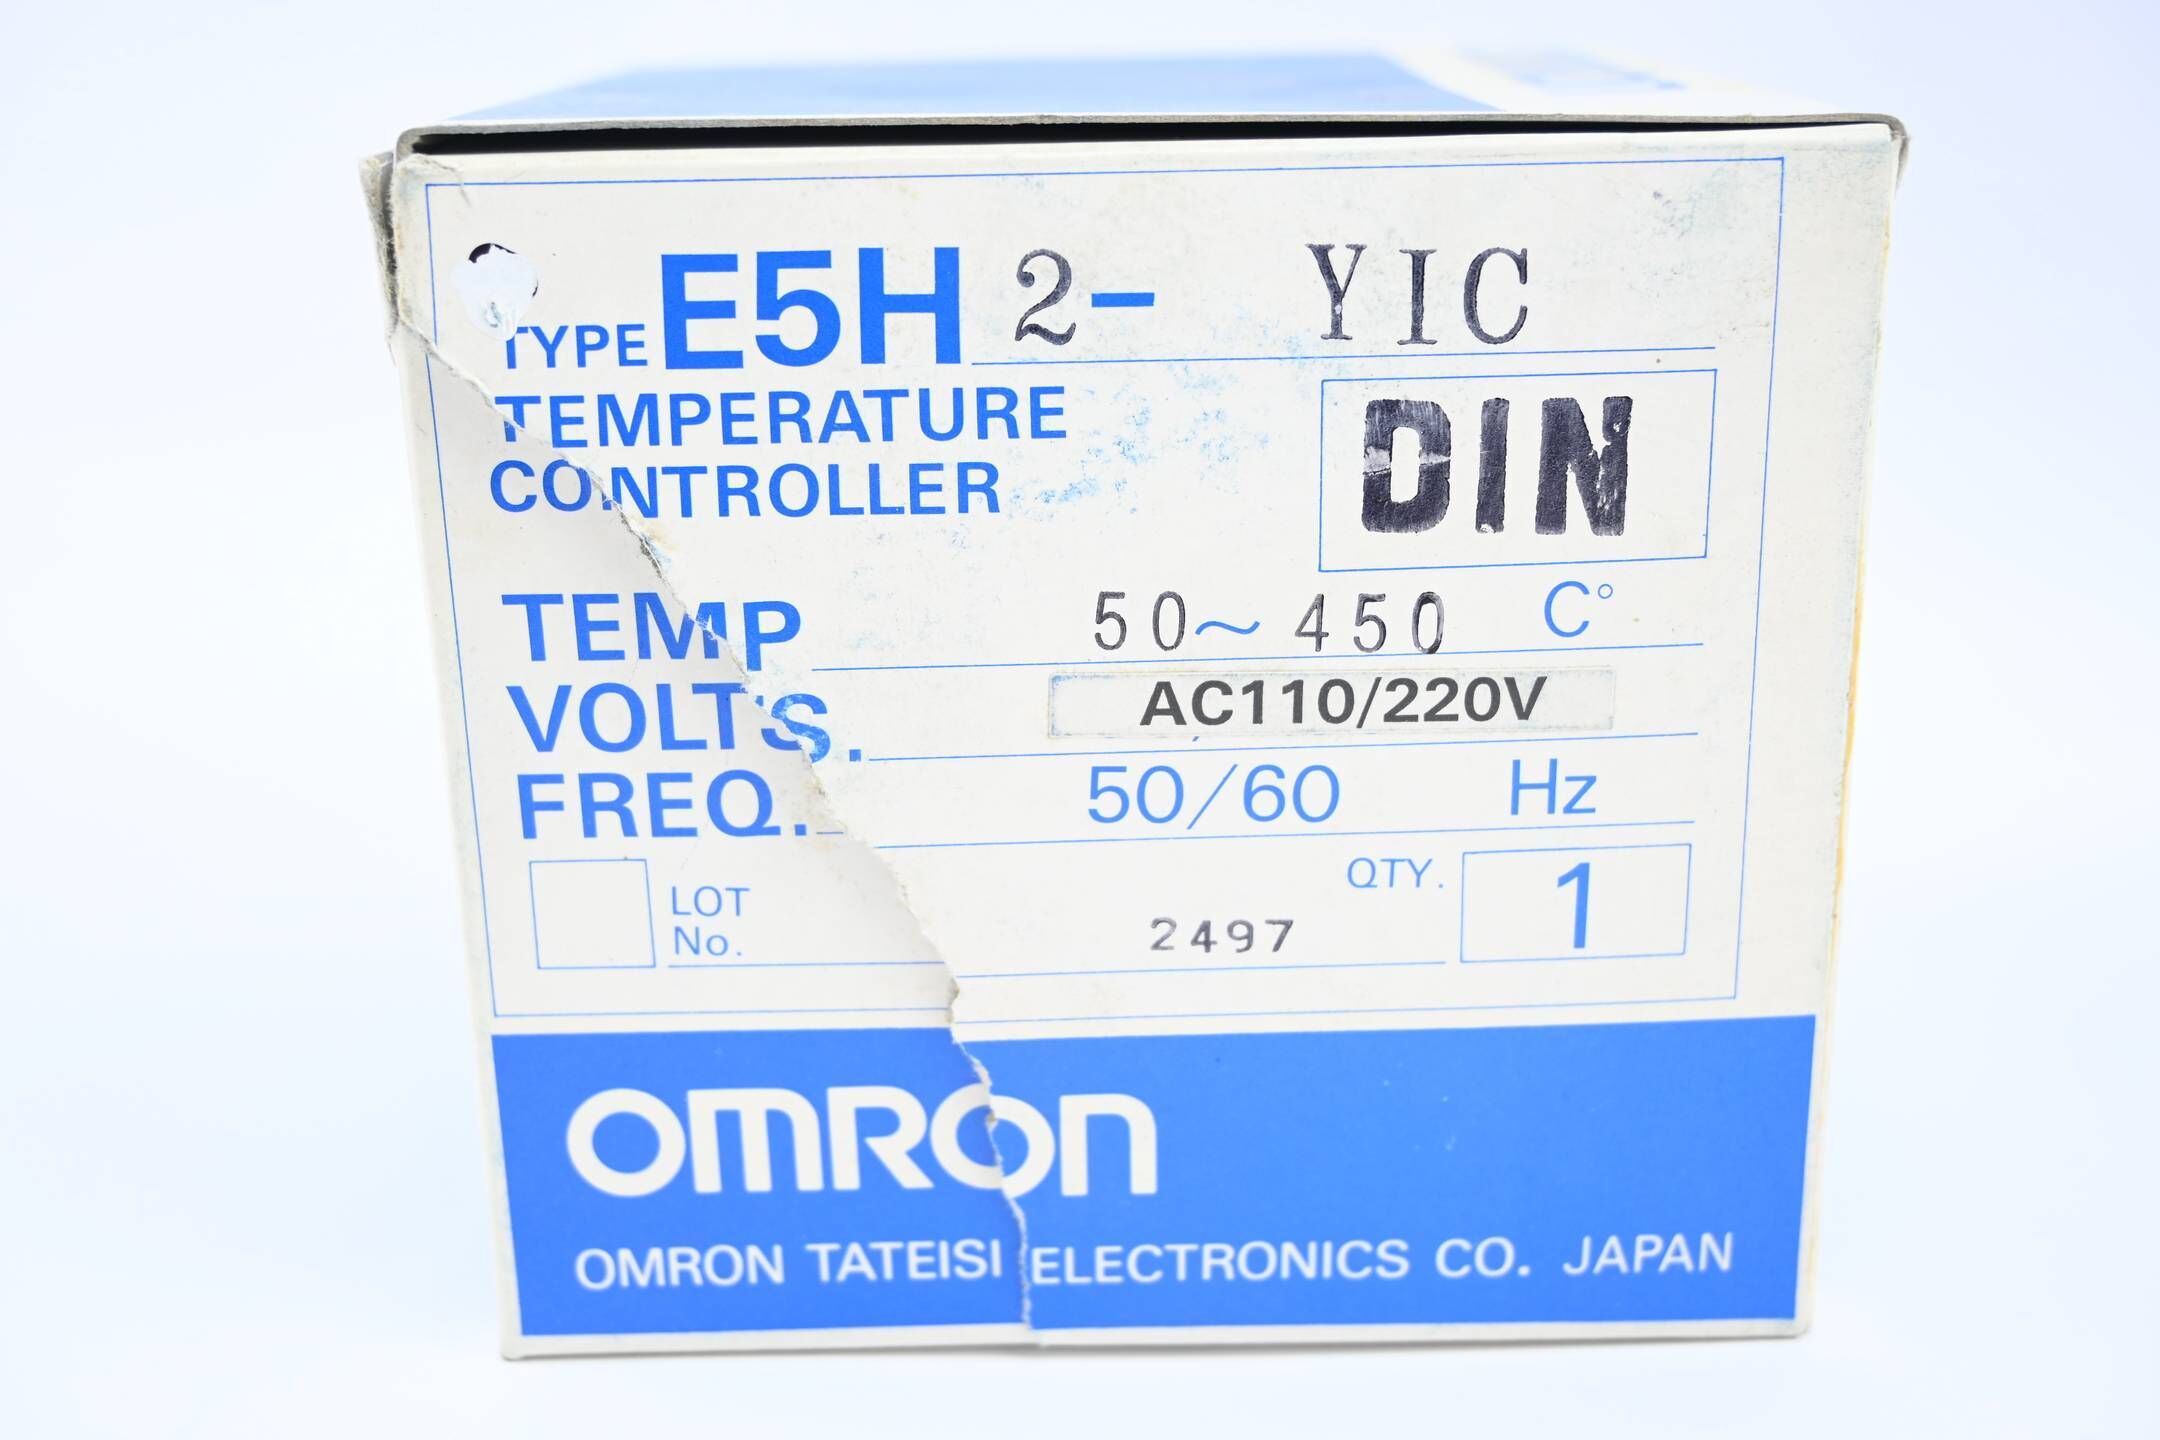 TYPE E5H 2- YIC
TEMPERATURE
CONTROLLER
DIN
TEMP 50~450 C°
VOLTS. AC110/220V
FREQ. 50/60 Hz
LOT No. 2497 QTY. 1
OMRON
OMRON TATEISI ELECTRONICS CO. JAPAN